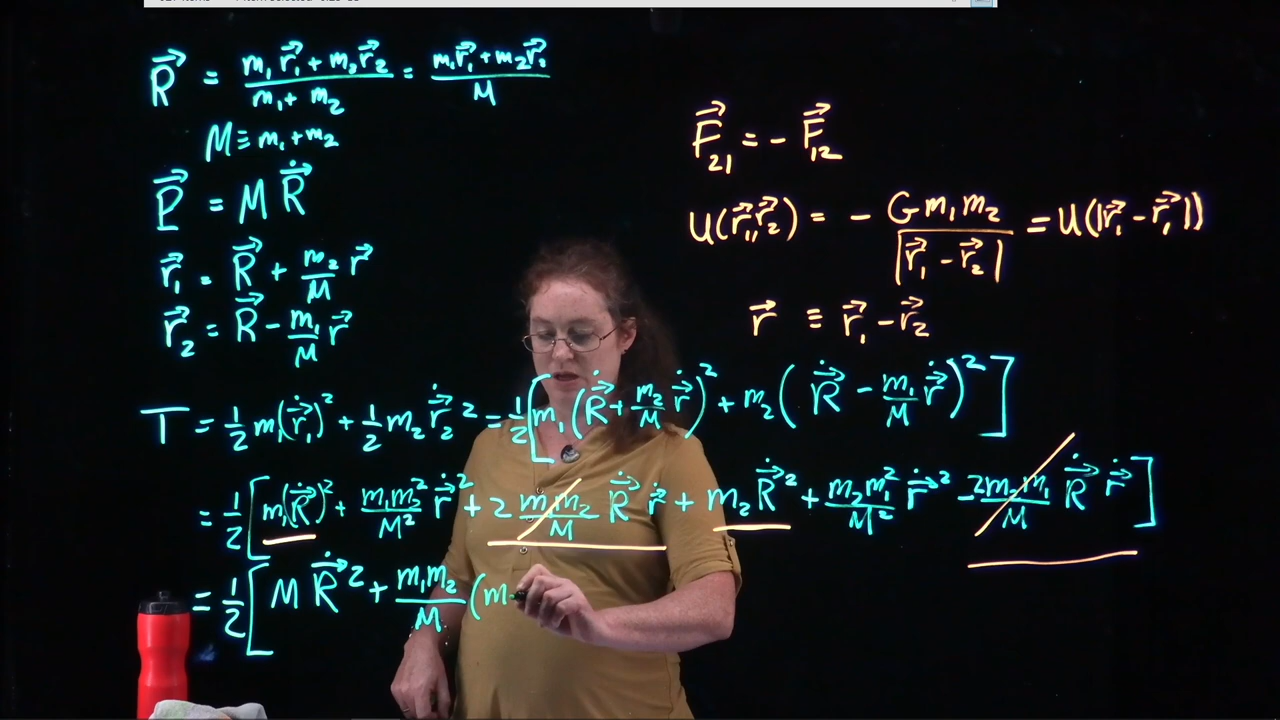 R⃗ = (m₁r⃗₁ + m₂r⃗₂)/(m₁ + m₂) = (m₁r⃗₁ + m₂r⃗₂)/M
M ≡ m₁ + m₂
P⃗ = M Ṙ⃗
r⃗₁ = R⃗ + (m₂/M) r⃗
r⃗₂ = R⃗ - (m₁/M) r⃗
F⃗₂₁ = - F⃗₁₂
U(r⃗₁, r⃗₂) = - G m₁ m₂/|r⃗₁ - r⃗₂| = U(|r⃗₁ - r⃗₁|)
r⃗ ≡ r⃗₁ - r⃗₂
T = ½ m₁(ṙ⃗₁)² + ½ m₂ ṙ⃗₂² = ½[m₁(Ṙ⃗ + (m₂/M) ṙ⃗)² + m₂(Ṙ⃗ - (m₁/M) ṙ⃗)²]
= ½[m₁(Ṙ⃗)² + (m₁m₂²/M²) ṙ⃗² + 2 (m₁m₂/M) Ṙ⃗ ṙ⃗ + m₂Ṙ⃗² + (m₂m₁²/M²) ṙ⃗² - (2m₂m₁/M) Ṙ⃗ ṙ⃗]
= ½[M Ṙ⃗² + (m₁m₂/M) (m